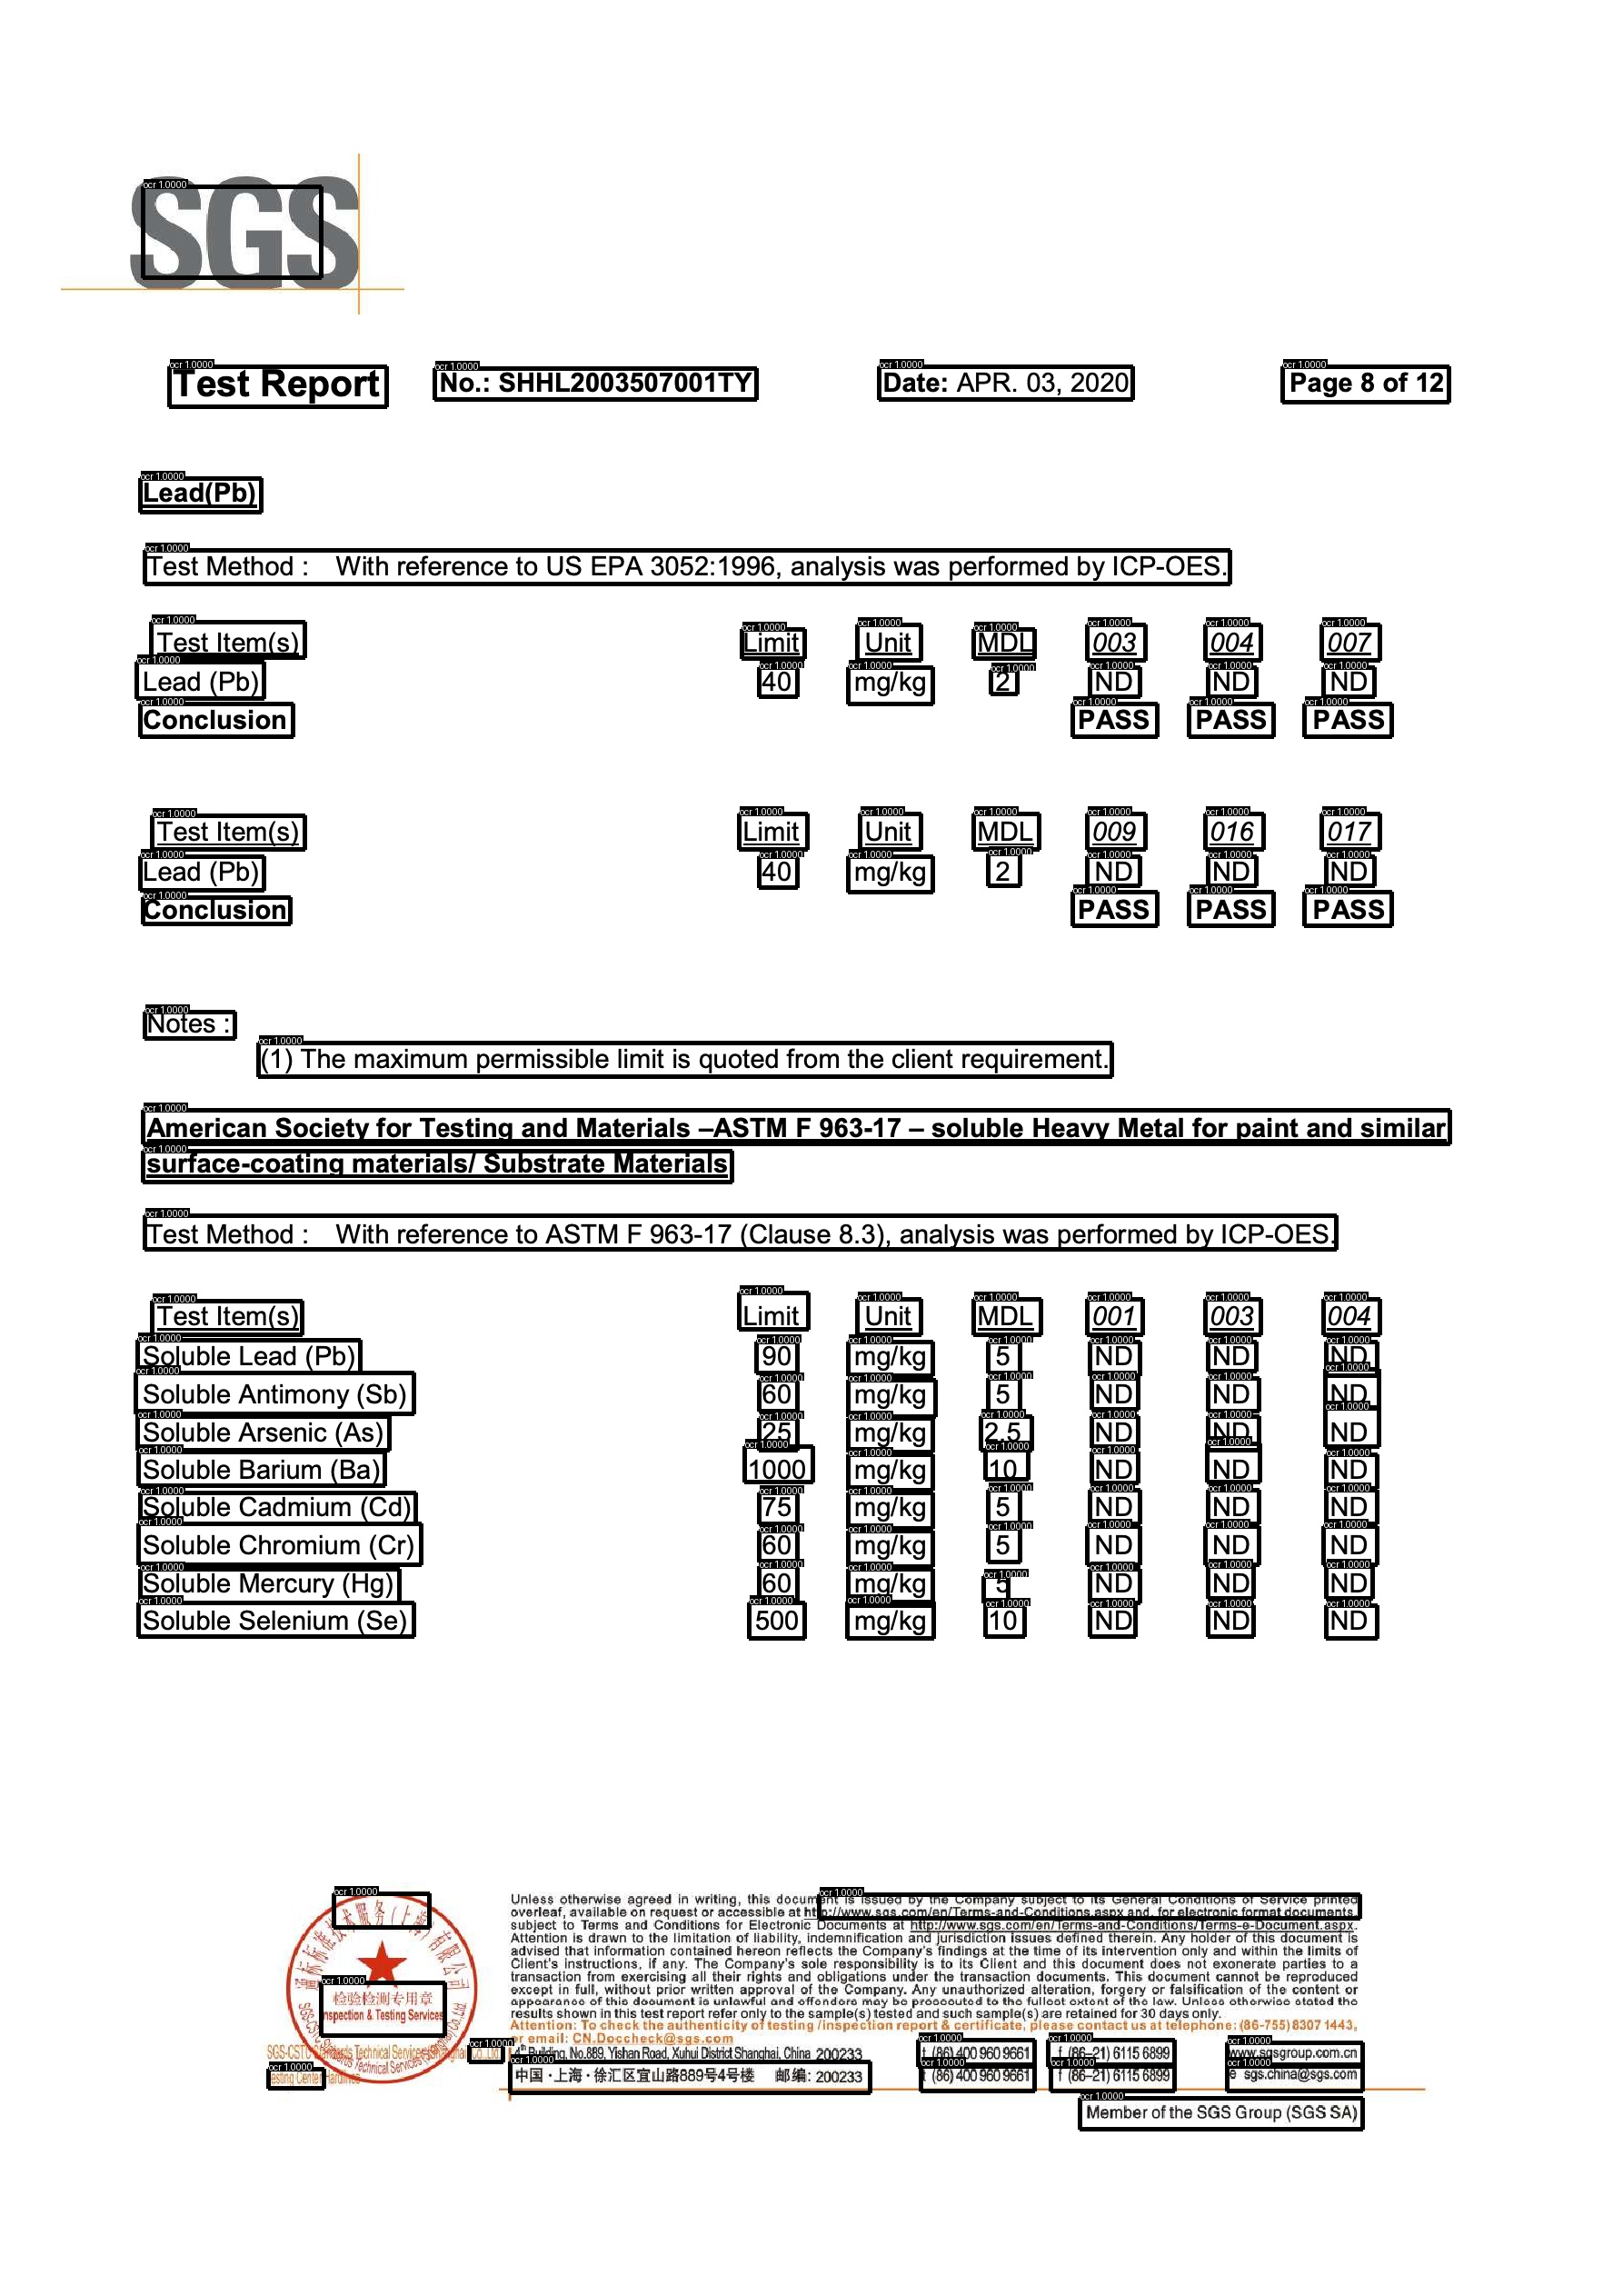 SGS
Test Report No.: SHHL2003507001TY Date: APR. 03, 2020 Page 8 of 12
Lead(Pb)
Test Method : With reference to US EPA 3052:1996, analysis was performed by ICP-OES.
Test Item(s) Limit Unit MDL 003 004 007
Lead (Pb) 40 mg/kg 2 ND ND ND
Conclusion PASS PASS PASS
Test Item(s) Limit Unit MDL 009 016 017
Lead (Pb) 40 mg/kg 2 ND ND ND
Conclusion PASS PASS PASS
Notes :
(1) The maximum permissible limit is quoted from the client requirement.
American Society for Testing and Materials –ASTM F 963-17 – soluble Heavy Metal for paint and similar
surface-coating materials/ Substrate Materials
Test Method : With reference to ASTM F 963-17 (Clause 8.3), analysis was performed by ICP-OES.
Test Item(s) Limit Unit MDL 001 003 004
Soluble Lead (Pb) 90 mg/kg 5 ND ND ND
Soluble Antimony (Sb) 60 mg/kg 5 ND ND ND
Soluble Arsenic (As) 25 mg/kg 2.5 ND ND ND
Soluble Barium (Ba) 1000 mg/kg 10 ND ND ND
Soluble Cadmium (Cd) 75 mg/kg 5 ND ND ND
Soluble Chromium (Cr) 60 mg/kg 5 ND ND ND
Soluble Mercury (Hg) 60 mg/kg 5 ND ND ND
Soluble Selenium (Se) 500 mg/kg 10 ND ND ND
Unless otherwise agreed in writing, this document is issued by the Company subject to its General Conditions of Service printed
overleaf, available on request or accessible at http://www.sgs.com/en/Terms-and-Conditions.aspx and, for electronic format documents,
subject to Terms and Conditions for Electronic Documents at http://www.sgs.com/en/Terms-and-Conditions/Terms-e-Document.aspx.
Attention is drawn to the limitation of liability, indemnification and jurisdiction issues defined therein. Any holder of this document is
advised that information contained hereon reflects the Company's findings at the time of its intervention only and within the limits of
Client's instructions, if any. The Company's sole responsibility is to its Client and this document does not exonerate parties to a
transaction from exercising all their rights and obligations under the transaction documents. This document cannot be reproduced
except in full, without prior written approval of the Company. Any unauthorized alteration, forgery or falsification of the content or
appearance of this document is unlawful and offenders may be prosecuted to the fullest extent of the law. Unless otherwise stated the
results shown in this test report refer only to the sample(s) tested and such sample(s) are retained for 30 days only.
Attention: To check the authenticity of testing /inspection report & certificate, please contact us at telephone: (86-755) 8307 1443,
or email: CN.Doccheck@sgs.com
检验检测专用章
Inspection & Testing Services
4th Building, No.889, Yishan Road, Xuhui District Shanghai, China 200233 t (86) 400 960 9661 f (86–21) 6115 6899 www.sgsgroup.com.cn
中国·上海·徐汇区宜山路889号4号楼 邮编: 200233 t (86) 400 960 9661 f (86–21) 6115 6899 e sgs.china@sgs.com
Member of the SGS Group (SGS SA)